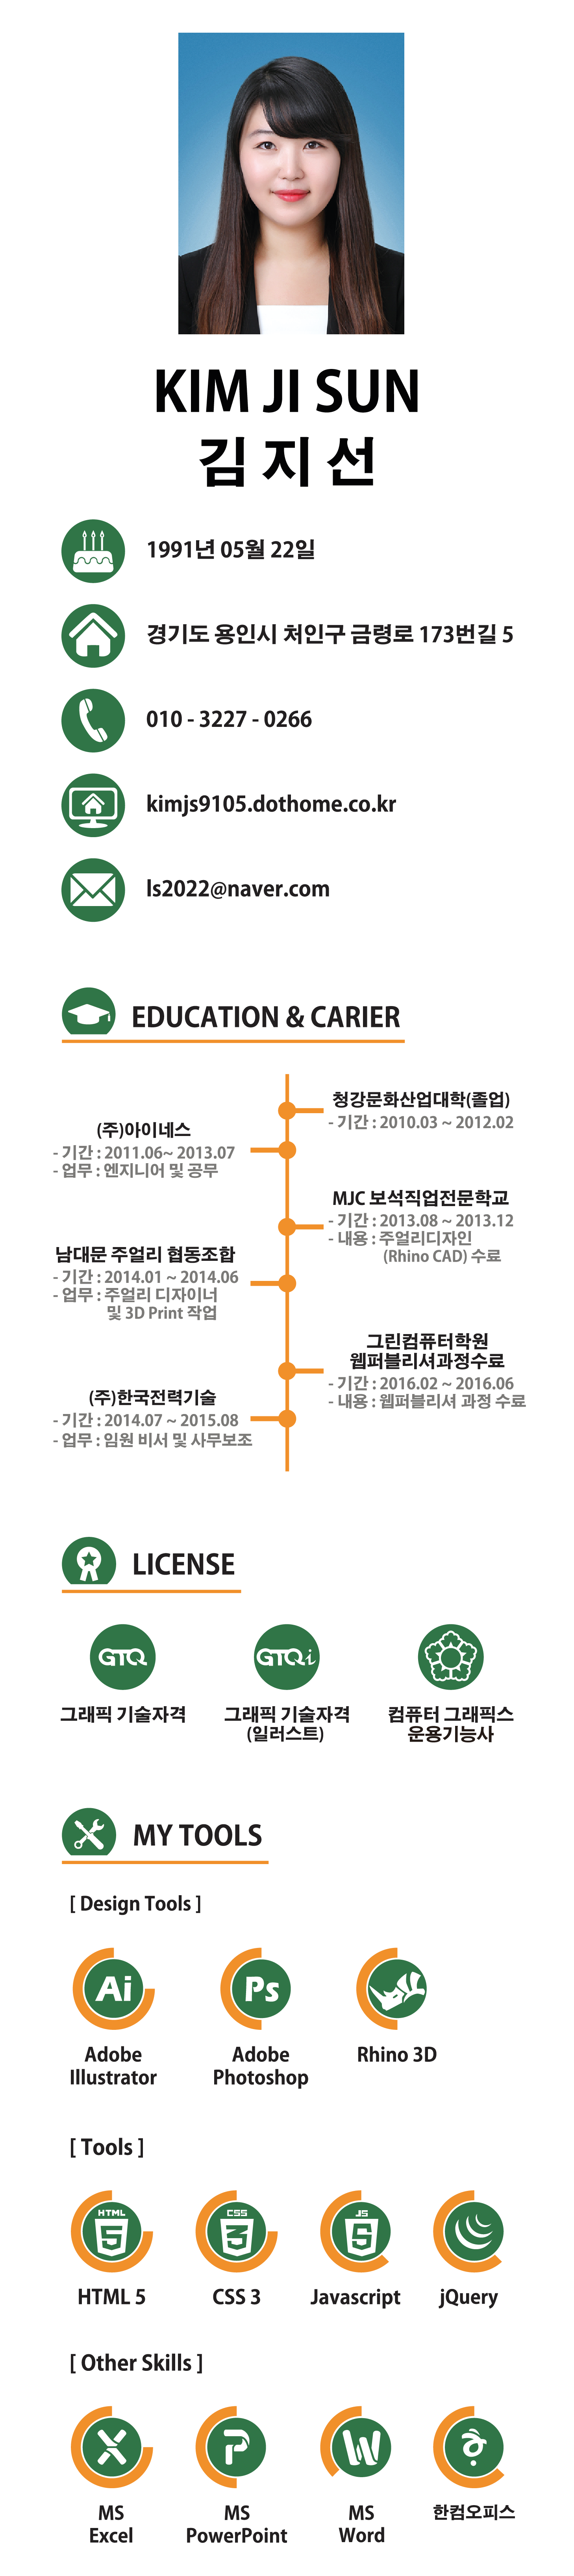 KIM JI SUN
김 지 선
1991년 05월 22일
경기도 용인시 처인구 금령로 173번길 5
010 - 3227 - 0266
kimjs9105.dothome.co.kr
ls2022@naver.com
EDUCATION & CARIER
청강문화산업대학(졸업)
- 기간 : 2010.03 ~ 2012.02
(주)아이네스
- 기간 : 2011.06~ 2013.07
- 업무 : 엔지니어 및 공무
MJC 보석직업전문학교
- 기간 : 2013.08 ~ 2013.12
- 내용 : 주얼리디자인
(Rhino CAD) 수료
남대문 주얼리 협동조합
- 기간 : 2014.01 ~ 2014.06
- 업무 : 주얼리 디자이너
및 3D Print 작업
그린컴퓨터학원
웹퍼블리셔과정수료
- 기간 : 2016.02 ~ 2016.06
- 내용 : 웹퍼블리셔 과정 수료
(주)한국전력기술
- 기간 : 2014.07 ~ 2015.08
- 업무 : 임원 비서 및 사무보조
LICENSE
GTQ
GTQi
그래픽 기술자격
그래픽 기술자격
(일러스트)
컴퓨터 그래픽스
운용기능사
MY TOOLS
[ Design Tools ]
Ai
Ps
Adobe
Illustrator
Adobe
Photoshop
Rhino 3D
[ Tools ]
HTML
5
CSS
3
JS
5
HTML 5
CSS 3
Javascript
jQuery
[ Other Skills ]
X
P
W
MS
Excel
MS
PowerPoint
MS
Word
한컴오피스